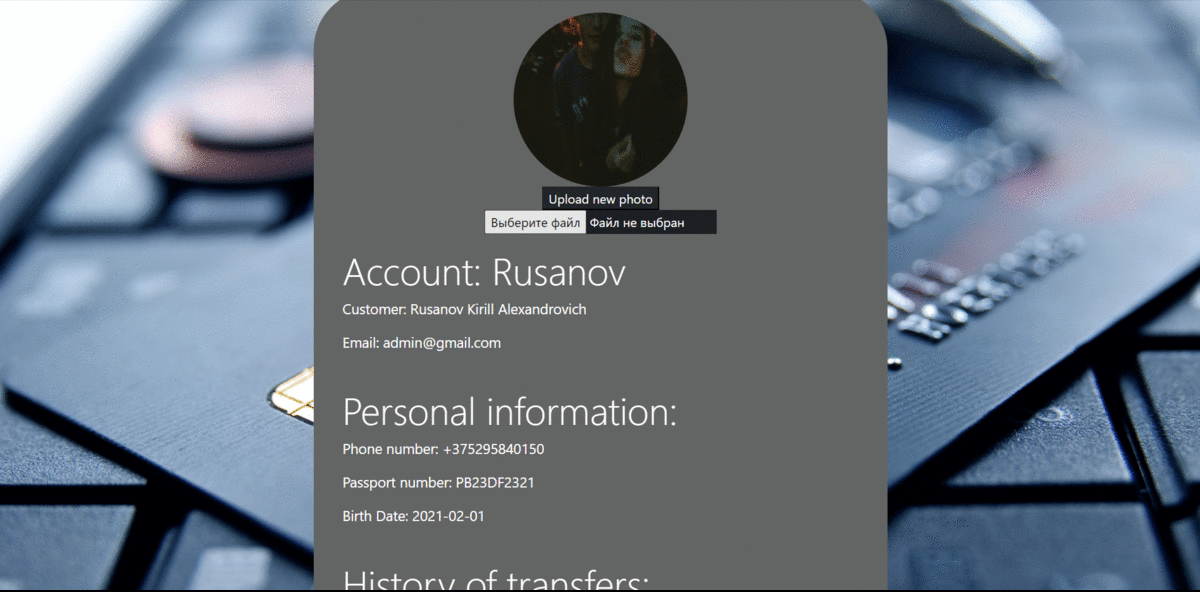 Upload new photo
Выберите файл Файл не выбран
Account: Rusanov
Customer: Rusanov Kirill Alexandrovich
Email: admin@gmail.com
Personal information:
Phone number: +375295840150
Passport number: PB23DF2321
Birth Date: 2021-02-01
History of transfers: